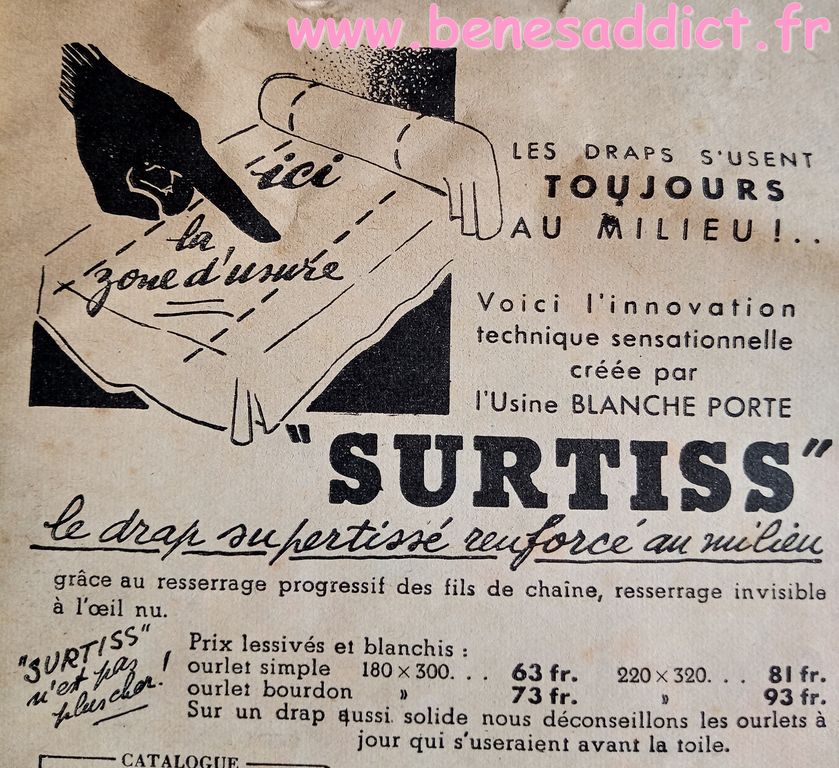 www.benesaddict.fr
ici
la
zone d'usure
LES DRAPS S'USENT
TOUJOURS
AU MILIEU!..
Voici l'innovation
technique sensationnelle
créée par
l'Usine BLANCHE PORTE
"SURTISS"
le drap supertissé renforcé au milieu
grâce au resserrage progressif des fils de chaîne, resserrage invisible
à l'œil nu.
"SURTISS"
n'est pas
plus cher!
Prix lessivés et blanchis :
ourlet simple 180 × 300. . . 63 fr. 220 × 320. . . 81 fr.
ourlet bourdon » 73 fr. » 93 fr.
Sur un drap aussi solide nous déconseillons les ourlets à
jour qui s'useraient avant la toile.
CATALOGUE